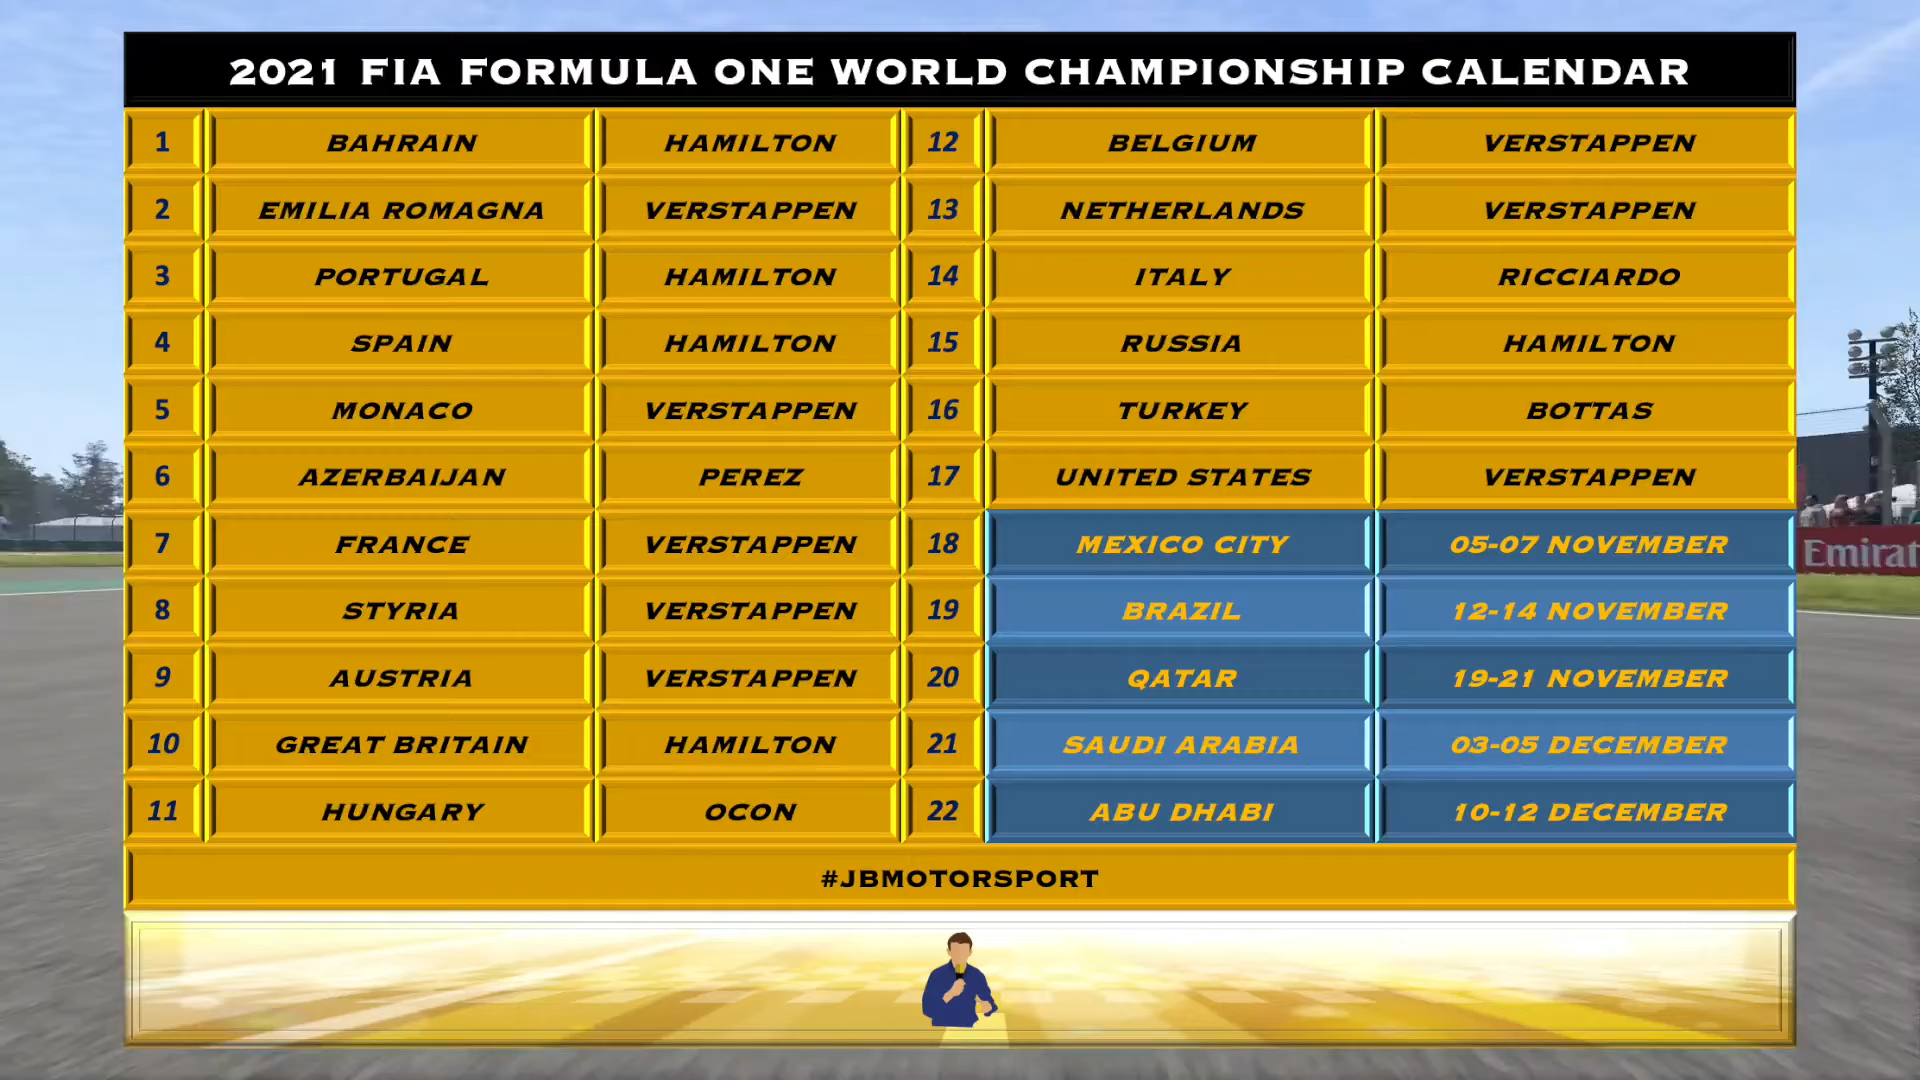 2021 FIA FORMULA ONE WORLD CHAMPIONSHIP CALENDAR
1 BAHRAIN HAMILTON 12 BELGIUM VERSTAPPEN
2 EMILIA ROMAGNA VERSTAPPEN 13 NETHERLANDS VERSTAPPEN
3 PORTUGAL HAMILTON 14 ITALY RICCIARDO
4 SPAIN HAMILTON 15 RUSSIA HAMILTON
5 MONACO VERSTAPPEN 16 TURKEY BOTTAS
6 AZERBAIJAN PEREZ 17 UNITED STATES VERSTAPPEN
7 FRANCE VERSTAPPEN 18 MEXICO CITY 05-07 NOVEMBER
8 STYRIA VERSTAPPEN 19 BRAZIL 12-14 NOVEMBER
9 AUSTRIA VERSTAPPEN 20 QATAR 19-21 NOVEMBER
10 GREAT BRITAIN HAMILTON 21 SAUDI ARABIA 03-05 DECEMBER
11 HUNGARY OCON 22 ABU DHABI 10-12 DECEMBER
#JBMOTORSPORT
Emirat